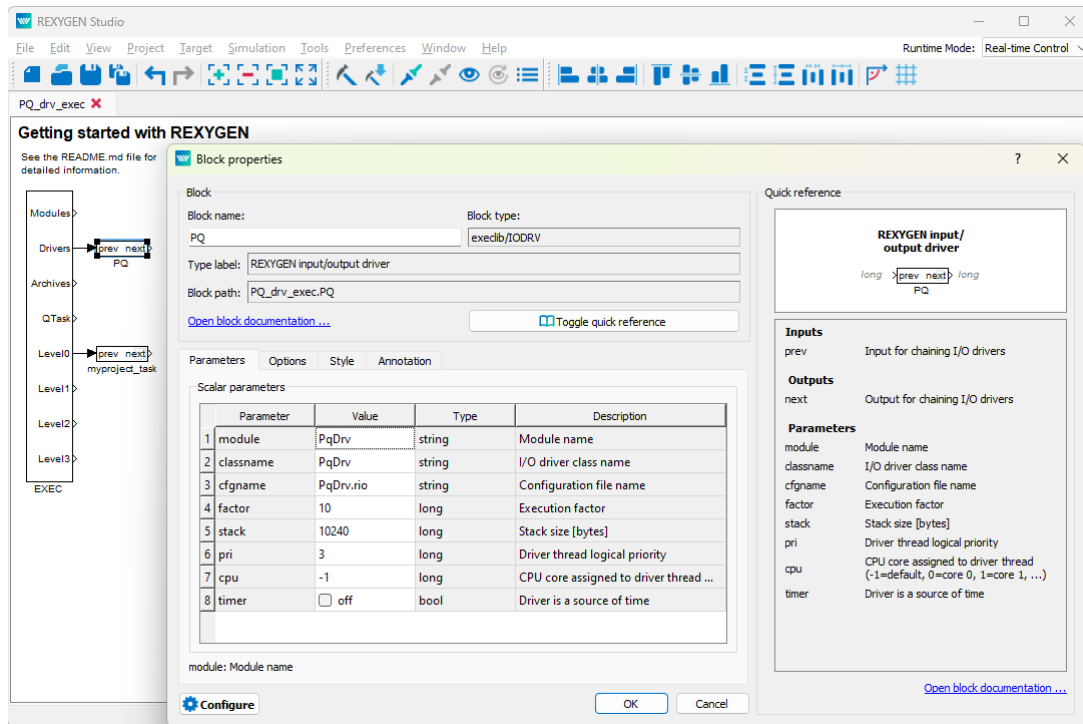 REXYGEN Studio
File Edit View Project Target Simulation Tools Preferences Window Help
Runtime Mode: Real-time Control
PQ_drv_exec
Getting started with REXYGEN
See the README.md file for
detailed information.
Modules
Drivers
prev next
PQ
Archives
QTask
Level0
prev next
myproject_task
Level1
Level2
Level3
EXEC
Block properties
?
Block
Block name:
Block type:
PQ
execlib/IODRV
Type label: REXYGEN input/output driver
Block path: PQ_drv_exec.PQ
Open block documentation ...
Toggle quick reference
Parameters Options Style Annotation
Scalar parameters
Parameter Value Type Description
1 module PqDrv string Module name
2 classname PqDrv string I/O driver class name
3 cfgname PqDrv.rio string Configuration file name
4 factor 10 long Execution factor
5 stack 10240 long Stack size [bytes]
6 pri 3 long Driver thread logical priority
7 cpu -1 long CPU core assigned to driver thread ...
8 timer off bool Driver is a source of time
module: Module name
Configure
OK
Cancel
Quick reference
REXYGEN input/
output driver
long prev next long
PQ
Inputs
prev Input for chaining I/O drivers
Outputs
next Output for chaining I/O drivers
Parameters
module Module name
classname I/O driver class name
cfgname Configuration file name
factor Execution factor
stack Stack size [bytes]
pri Driver thread logical priority
cpu CPU core assigned to driver thread
(-1=default, 0=core 0, 1=core 1, ...)
timer Driver is a source of time
Open block documentation ...